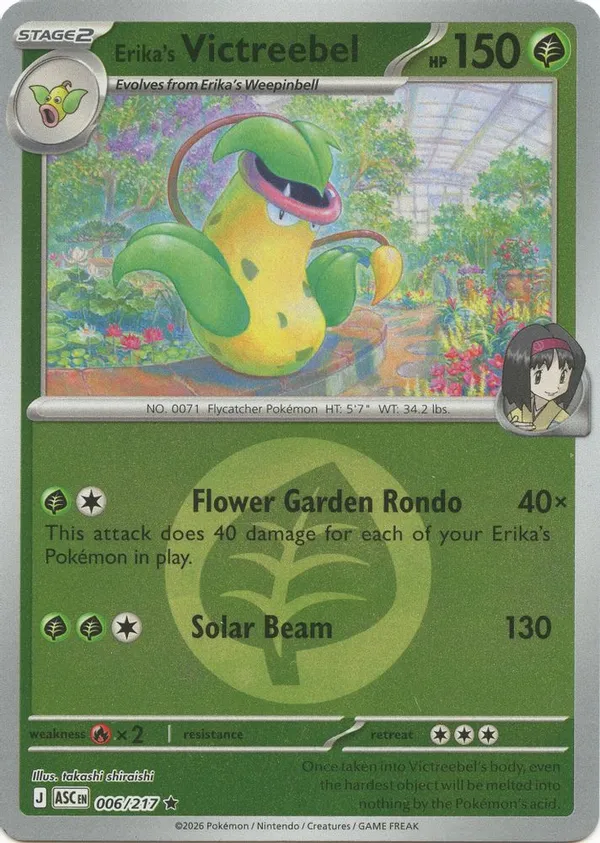 STAGE2
Erika's Victreebel
HP 150
Evolves from Erika's Weepinbell
NO. 0071 Flycatcher Pokémon HT: 5'7" WT: 34.2 lbs.
Flower Garden Rondo 40×
This attack does 40 damage for each of your Erika's
Pokémon in play.
Solar Beam 130
weakness ×2 resistance retreat
Illus. takashi shiraishi
J ASC EN 006/217
Once taken into Victreebel's body, even
the hardest object will be melted into
nothing by the Pokémon's acid.
©2026 Pokémon / Nintendo / Creatures / GAME FREAK